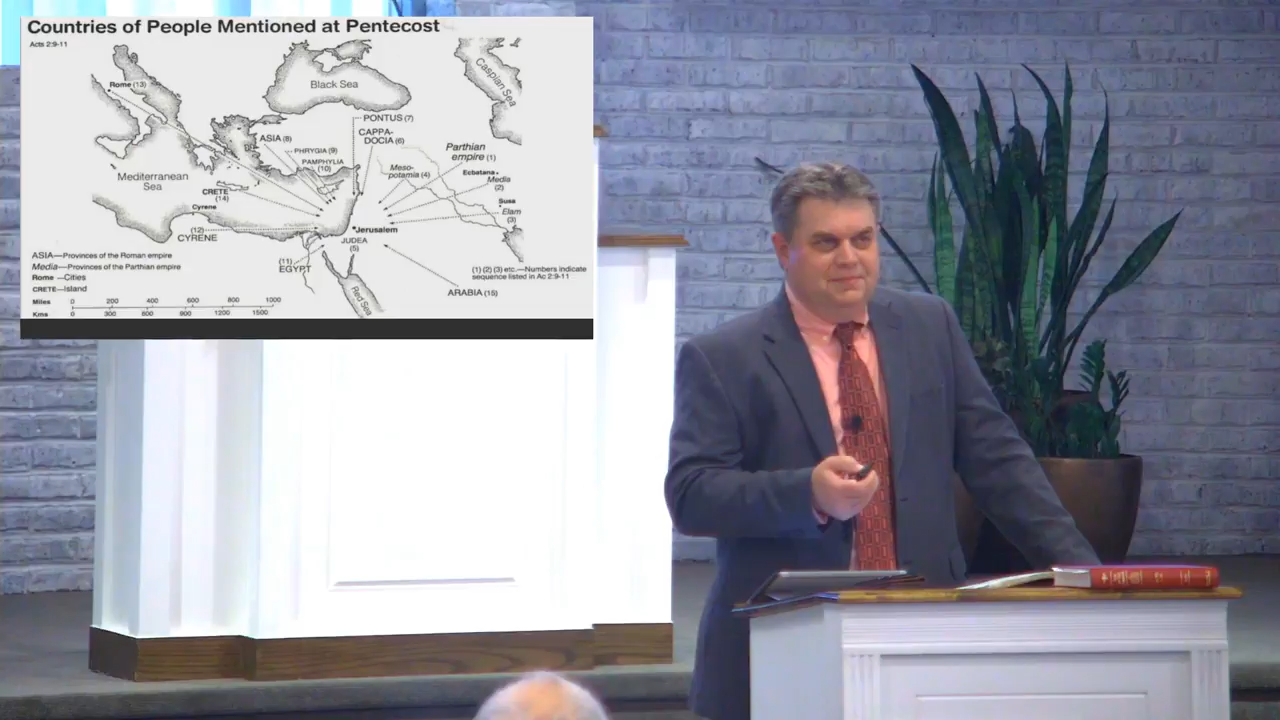 Countries of People Mentioned at Pentecost
Acts 2:9-11
Rome (13)
Black Sea
Caspian Sea
PONTUS (7)
ASIA (8)
CAPPA-
DOCIA (6)
PHRYGIA (9)
PAMPHYLIA
(10)
Parthian
empire (1)
Meso-
potamia (4)
Ecbatana
Media
(2)
Mediterranean
Sea
CRETE
(14)
Cyrene
Susa
Elam
(3)
(12)
CYRENE
Jerusalem
JUDEA
(5)
(11)
EGYPT
Red Sea
ARABIA (15)
ASIA—Provinces of the Roman empire
Media—Provinces of the Parthian empire
Rome —Cities
CRETE—Island
(1) (2) (3) etc.—Numbers indicate
sequence listed in Ac 2:9-11
Miles 0 200 400 600 800 1000
Kms 0 300 600 900 1200 1500